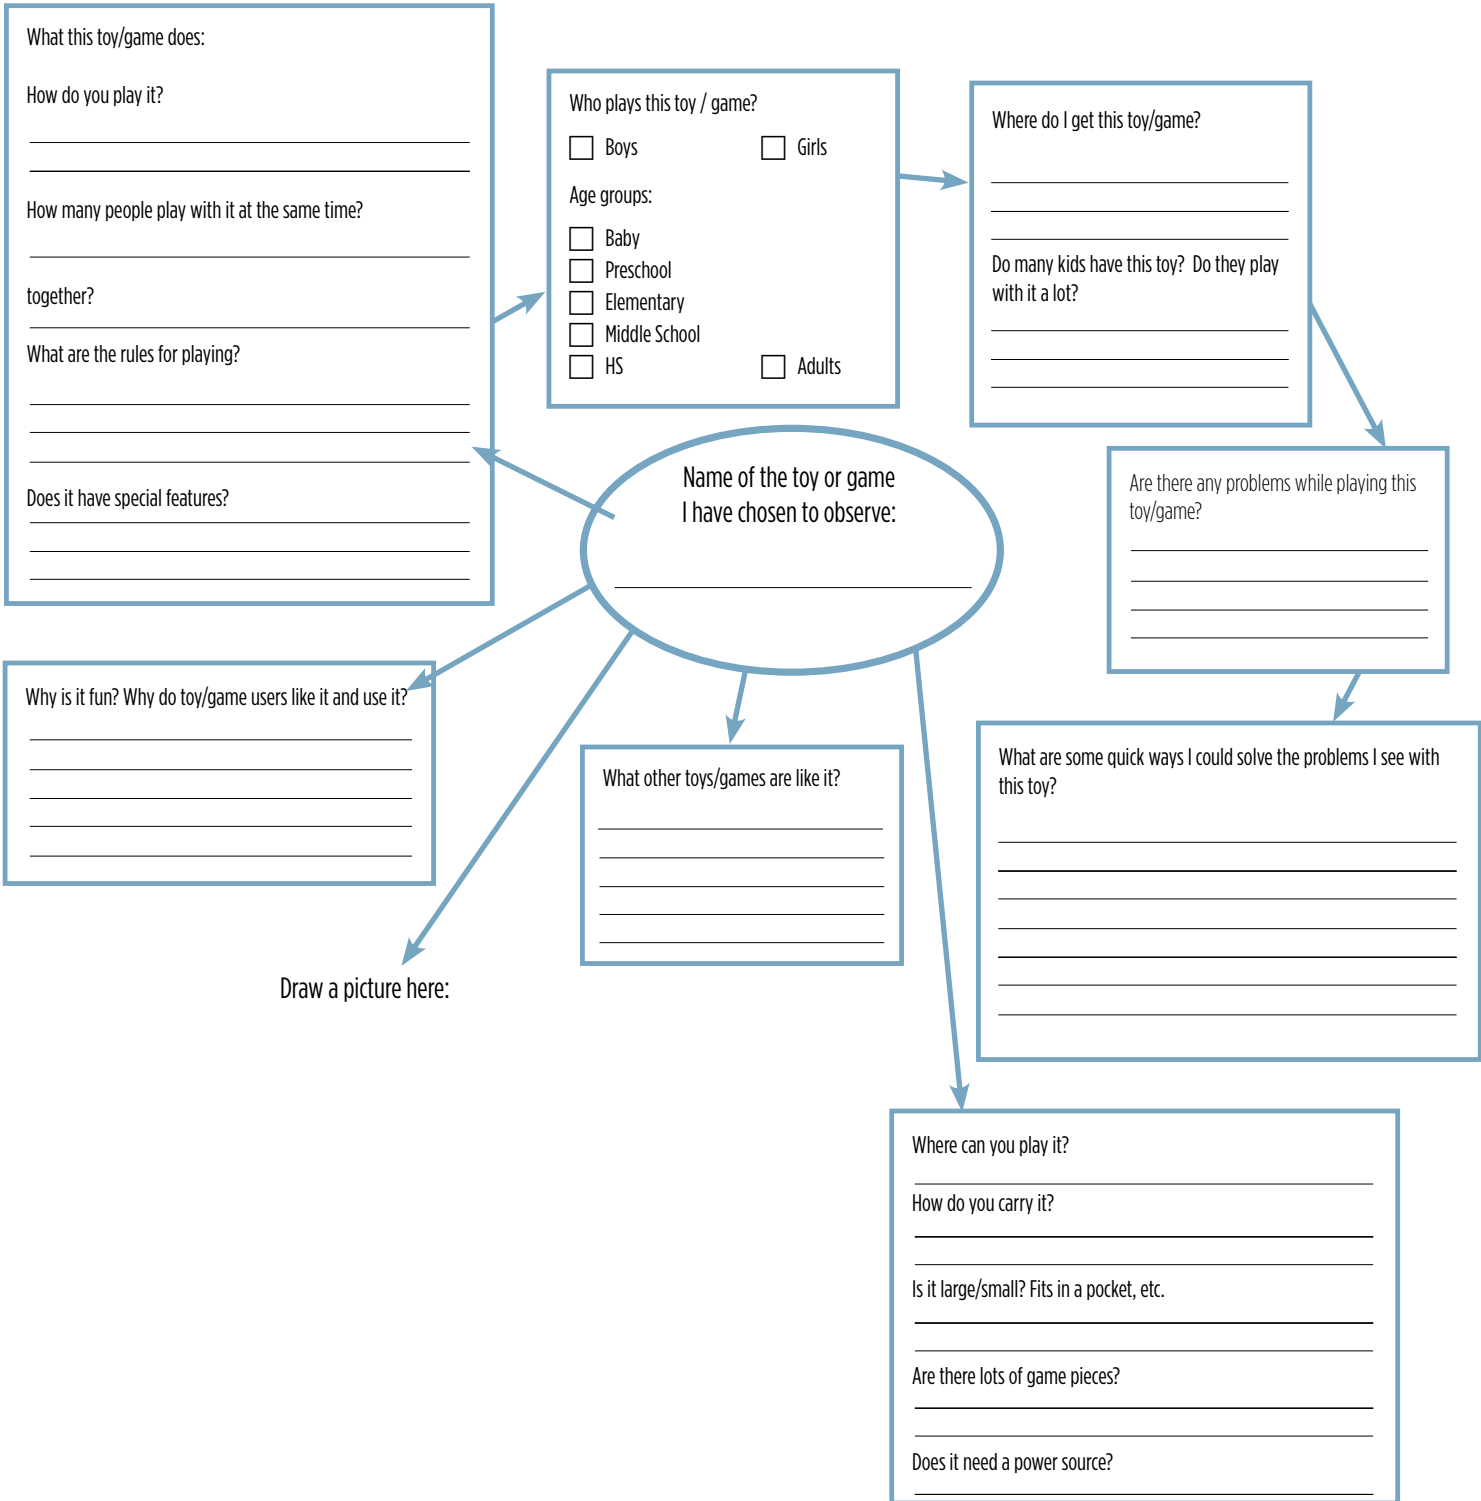 What this toy/game does:
How do you play it?
How many people play with it at the same time?
together?
What are the rules for playing?
Does it have special features?
Who plays this toy / game?
Boys
Girls
Age groups:
Baby
Preschool
Elementary
Middle School
HS
Adults
Where do I get this toy/game?
Do many kids have this toy?  Do they play
with it a lot?
Name of the toy or game
I have chosen to observe:
Are there any problems while playing this
toy/game?
Why is it fun? Why do toy/game users like it and use it?
What other toys/games are like it?
What are some quick ways I could solve the problems I see with
this toy?
Draw a picture here:
Where can you play it?
How do you carry it?
Is it large/small? Fits in a pocket, etc.
Are there lots of game pieces?
Does it need a power source?